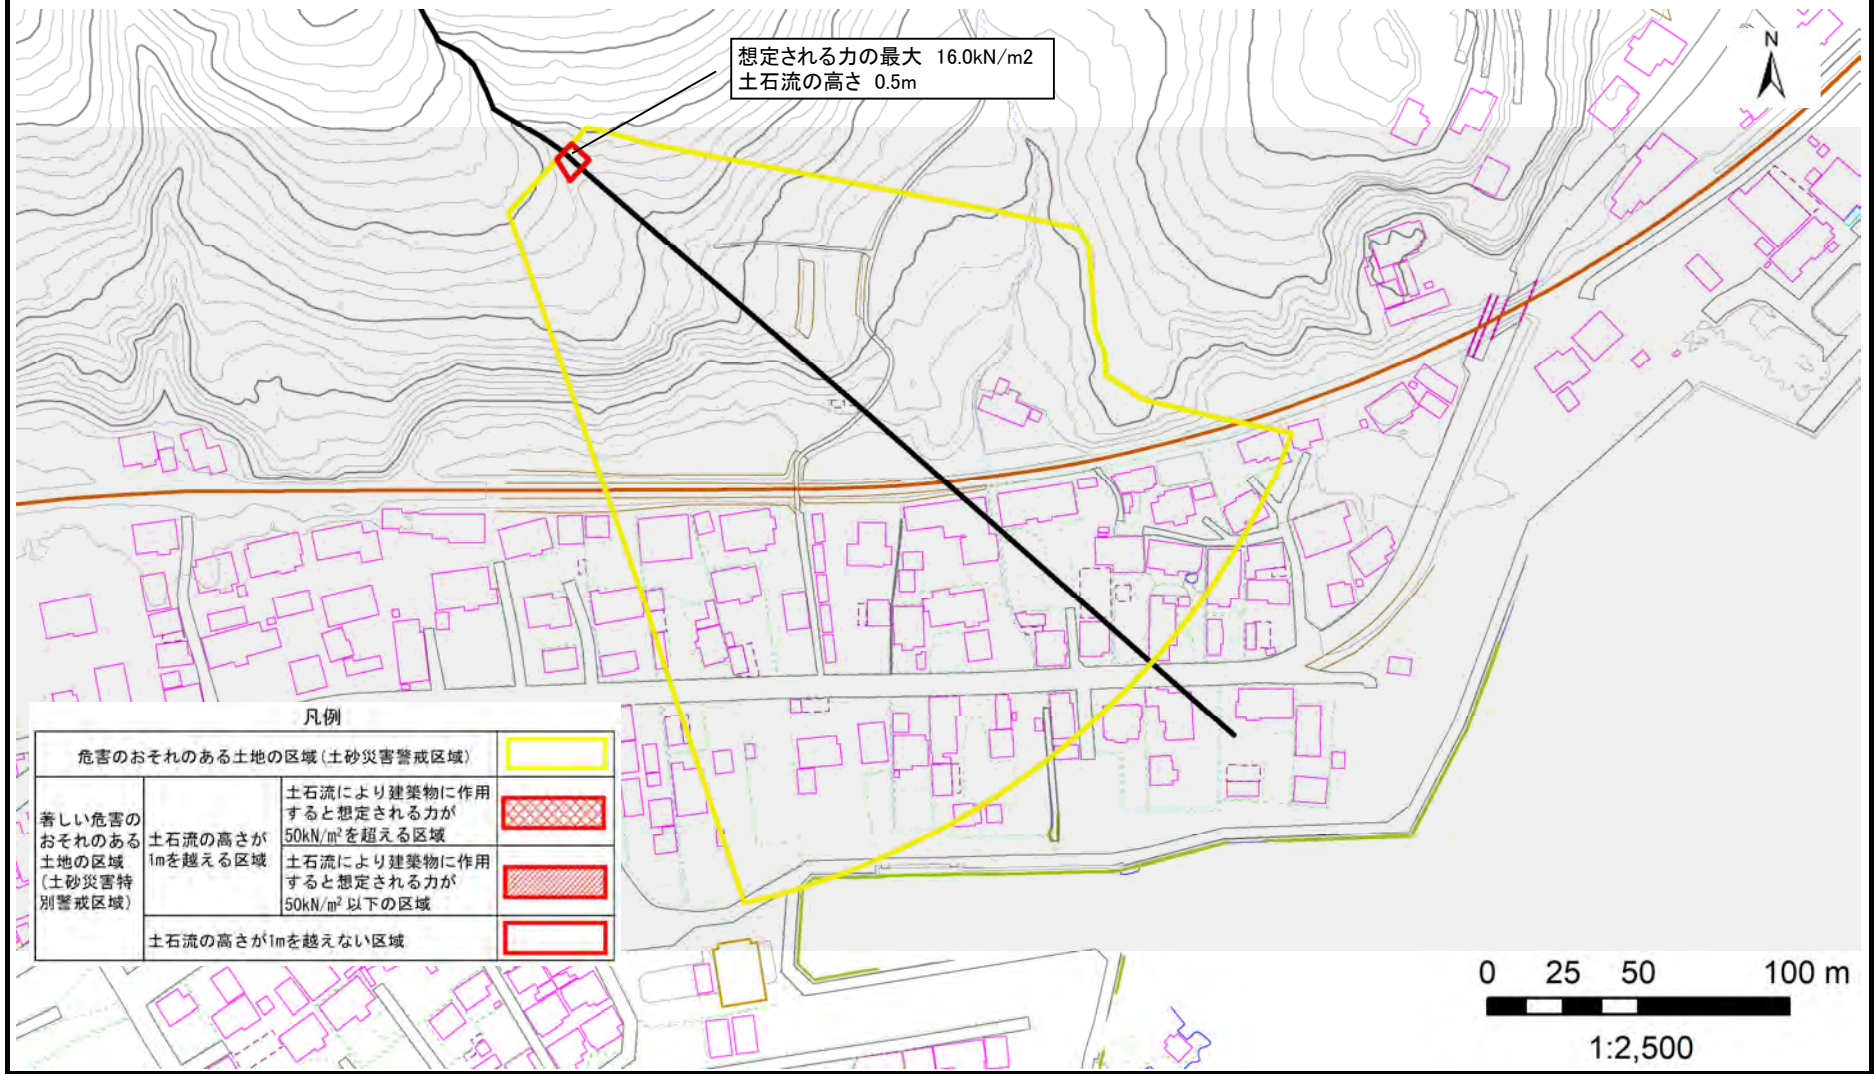 想定される力の最大 16.0kN/m2
土石流の高さ 0.5m
N
凡例
危害のおそれのある土地の区域(土砂災害警戒区域)
著しい危害の
おそれのある
土地の区域
(土砂災害特
別警戒区域)
土石流の高さが
1mを越える区域
土石流により建築物に作用
すると想定される力が
50kN/㎡を超える区域
土石流により建築物に作用
すると想定される力が
50kN/㎡以下の区域
土石流の高さが1mを越えない区域
0 25 50 100 m
1:2,500